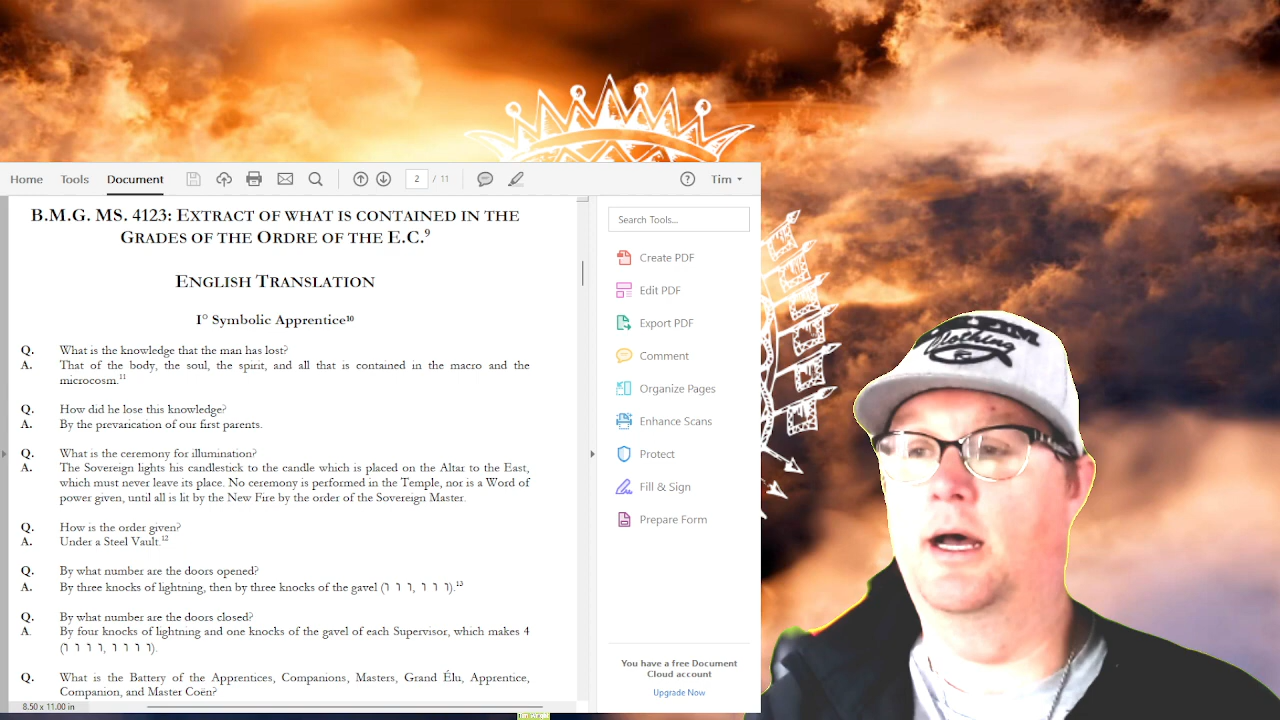 Home Tools Document 2 / 11 Tim
B.M.G. MS. 4123: EXTRACT OF WHAT IS CONTAINED IN THE
GRADES OF THE ORDRE OF THE E.C.9
ENGLISH TRANSLATION
I° Symbolic Apprentice10
Q. What is the knowledge that the man has lost?
A. That of the body, the soul, the spirit, and all that is contained in the macro and the
microcosm.11
Q. How did he lose this knowledge?
A. By the prevarication of our first parents.
Q. What is the ceremony for illumination?
A. The Sovereign lights his candlestick to the candle which is placed on the Altar to the East,
which must never leave its place. No ceremony is performed in the Temple, nor is a Word of
power given, until all is lit by the New Fire by the order of the Sovereign Master.
Q. How is the order given?
A. Under a Steel Vault.12
Q. By what number are the doors opened?
A. By three knocks of lightning, then by three knocks of the gavel (℩ ℩ ℩, ℩ ℩ ℩).13
Q. By what number are the doors closed?
A. By four knocks of lightning and one knocks of the gavel of each Supervisor, which makes 4
(℩ ℩ ℩ ℩, ℩ ℩ ℩ ℩).
Q. What is the Battery of the Apprentices, Companions, Masters, Grand Élu, Apprentice,
Companion, and Master Coën?
8.50 x 11.00 in
Search Tools...
Create PDF
Edit PDF
Export PDF
Comment
Organize Pages
Enhance Scans
Protect
Fill & Sign
Prepare Form
You have a free Document
Cloud account
Upgrade Now
Clothing